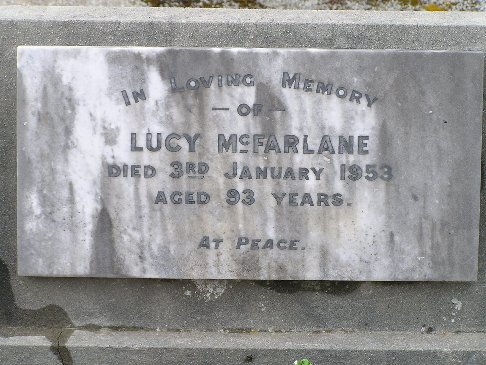 In Loving Memory
— OF —
LUCY McFARLANE
DIED 3RD JANUARY 1953
AGED 93 YEARS.
At Peace.